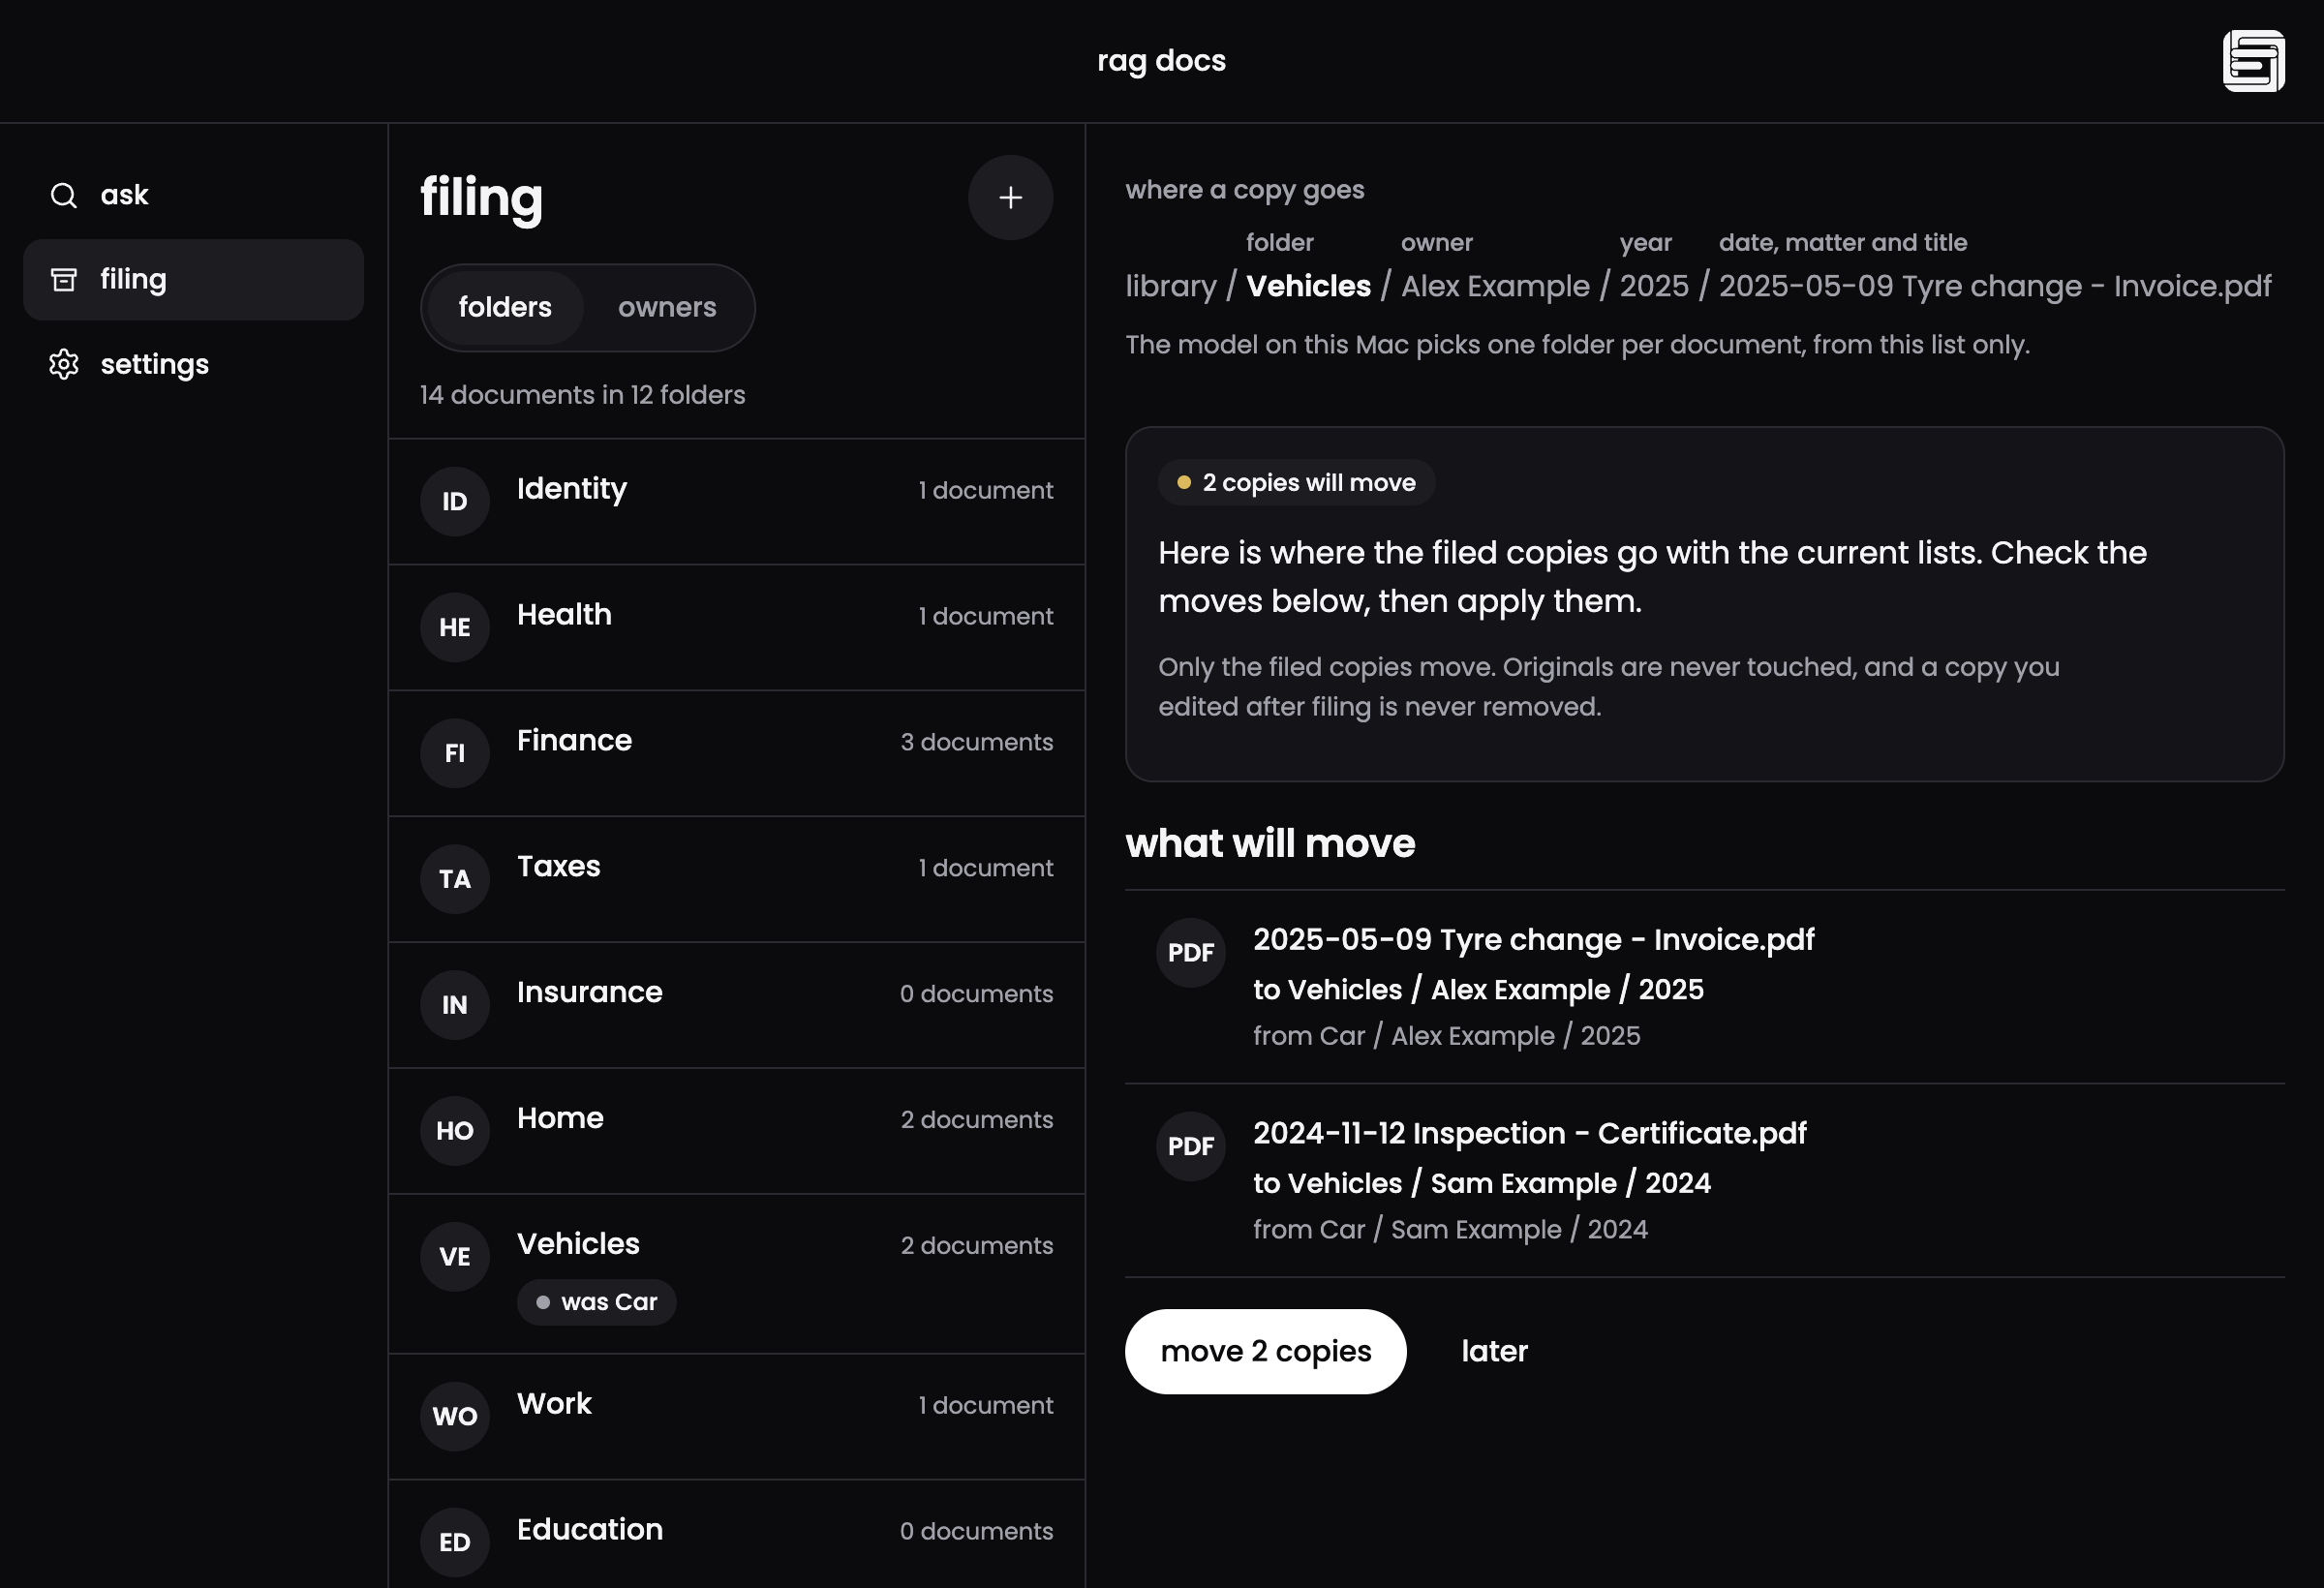 rag docs
ask
filing
settings
filing
+
folders
owners
14 documents in 12 folders
ID
Identity
1 document
HE
Health
1 document
FI
Finance
3 documents
TA
Taxes
1 document
IN
Insurance
0 documents
HO
Home
2 documents
VE
Vehicles
2 documents
was Car
WO
Work
1 document
ED
Education
0 documents
where a copy goes
folder owner year date, matter and title
library / Vehicles / Alex Example / 2025 / 2025-05-09 Tyre change - Invoice.pdf
The model on this Mac picks one folder per document, from this list only.
2 copies will move
Here is where the filed copies go with the current lists. Check the
moves below, then apply them.
Only the filed copies move. Originals are never touched, and a copy you
edited after filing is never removed.
what will move
PDF
2025-05-09 Tyre change - Invoice.pdf
to Vehicles / Alex Example / 2025
from Car / Alex Example / 2025
PDF
2024-11-12 Inspection - Certificate.pdf
to Vehicles / Sam Example / 2024
from Car / Sam Example / 2024
move 2 copies
later